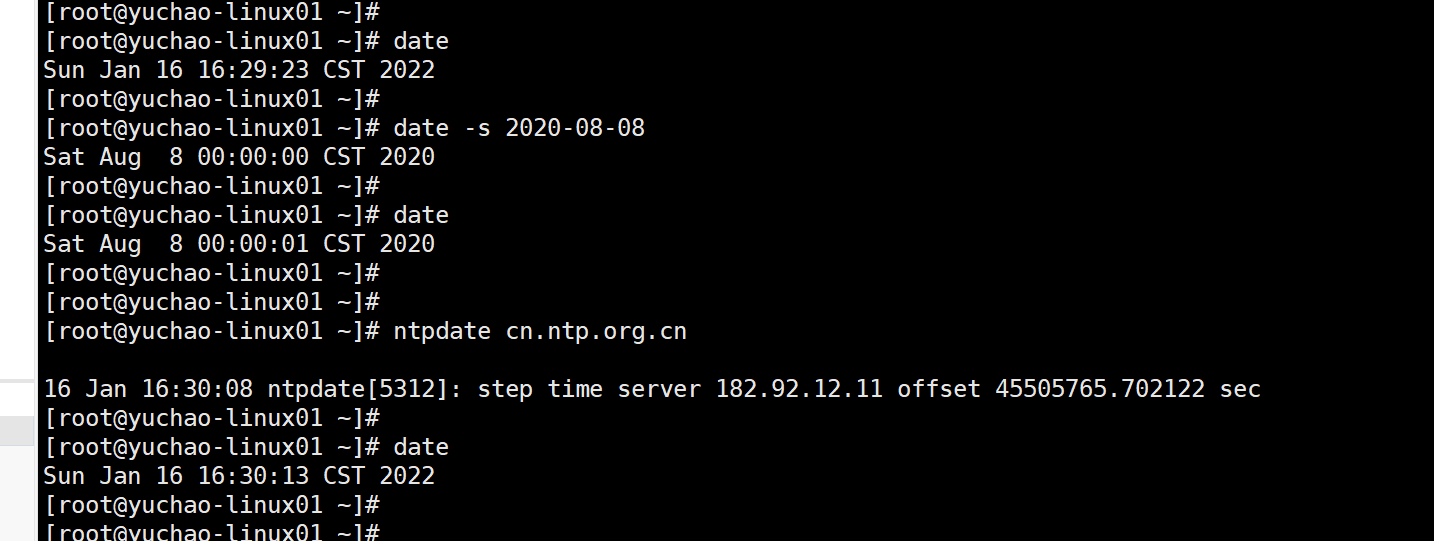 [root@yuchao-linux01 ~]#
[root@yuchao-linux01 ~]# date
Sun Jan 16 16:29:23 CST 2022
[root@yuchao-linux01 ~]#
[root@yuchao-linux01 ~]# date -s 2020-08-08
Sat Aug  8 00:00:00 CST 2020
[root@yuchao-linux01 ~]#
[root@yuchao-linux01 ~]# date
Sat Aug  8 00:00:01 CST 2020
[root@yuchao-linux01 ~]#
[root@yuchao-linux01 ~]#
[root@yuchao-linux01 ~]# ntpdate cn.ntp.org.cn
16 Jan 16:30:08 ntpdate[5312]: step time server 182.92.12.11 offset 45505765.702122 sec
[root@yuchao-linux01 ~]#
[root@yuchao-linux01 ~]# date
Sun Jan 16 16:30:13 CST 2022
[root@yuchao-linux01 ~]#
[root@yuchao-linux01 ~]#